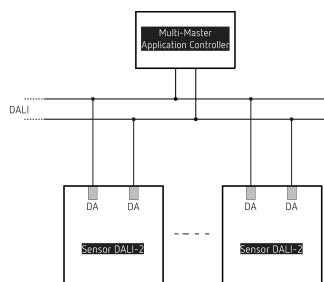 Multi-Master
Application Controller
DALI
DA
DA
DA
DA
Sensor DALI-2
Sensor DALI-2